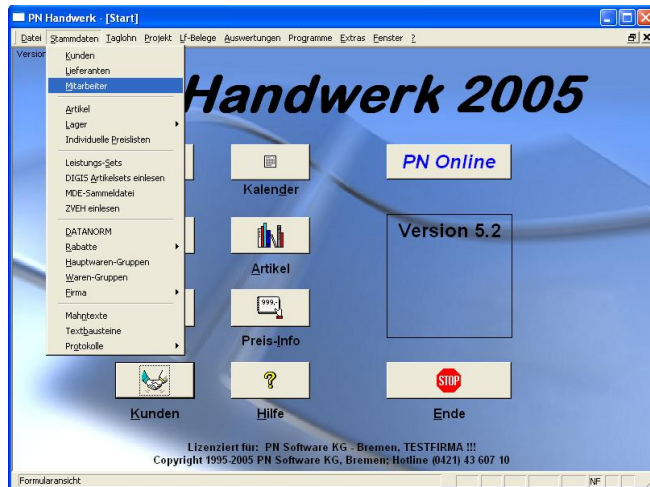 PN Handwerk - [Start]
Datei Stammdaten Taglohn Projekt Lf-Belege Auswertungen Programme Extras Fenster ?
Version
Kunden
Lieferanten
Mitarbeiter
Artikel
Lager
Individuelle Preislisten
Leistungs-Sets
DIGIS Artikelsets einlesen
MDE-Sammeldatei
ZVEH einlesen
DATANORM
Rabatte
Hauptwaren-Gruppen
Waren-Gruppen
Firma
Mahntexte
Textbausteine
Protokolle
Handwerk 2005
Kalender
PN Online
Artikel
Version 5.2
999,-
Preis-Info
Kunden
Hilfe
STOP
Ende
Lizenziert für: PN Software KG - Bremen, TESTFIRMA !!!
Copyright 1995-2005 PN Software KG, Bremen; Hotline (0421) 43 607 10
Formularansicht
NF